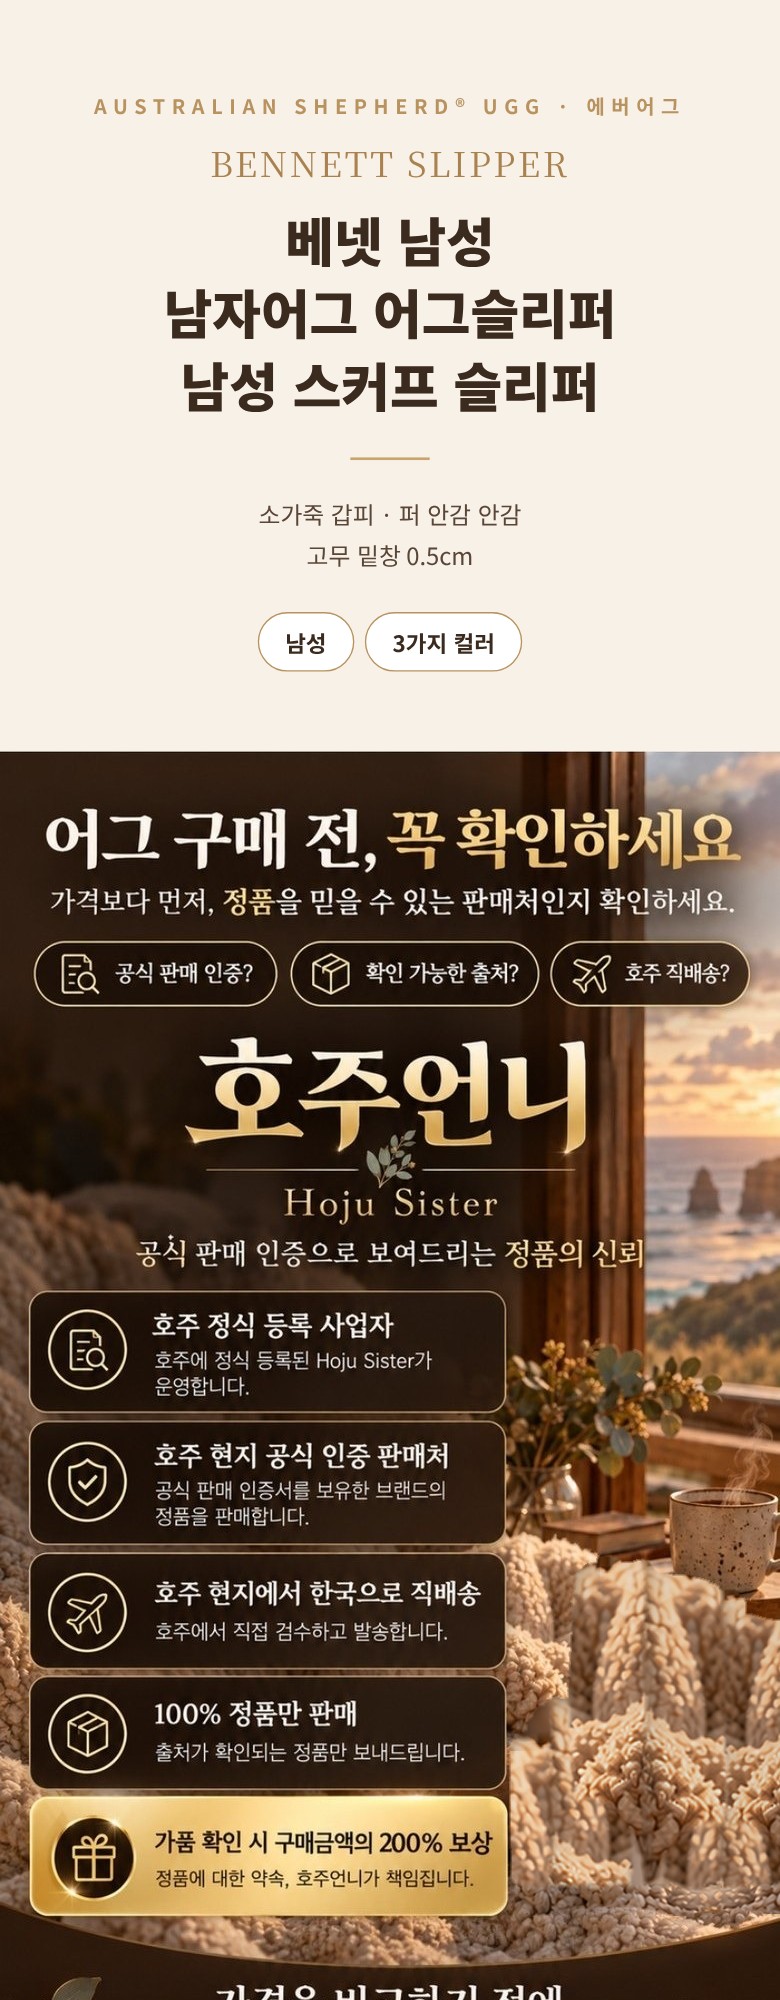 AUSTRALIAN SHEPHERD® UGG · 에버어그
BENNETT SLIPPER
베넷 남성
남자어그 어그슬리퍼
남성 스커프 슬리퍼
소가죽 갑피 · 퍼 안감 안감
고무 밑창 0.5cm
남성
3가지 컬러
어그 구매 전, 꼭 확인하세요
가격보다 먼저, 정품을 믿을 수 있는 판매처인지 확인하세요.
공식 판매 인증?
확인 가능한 출처?
호주 직배송?
호주언니
Hoju Sister
공식 판매 인증으로 보여드리는 정품의 신뢰
호주 정식 등록 사업자
호주에 정식 등록된 Hoju Sister가
운영합니다.
호주 현지 공식 인증 판매처
공식 판매 인증서를 보유한 브랜드의
정품을 판매합니다.
호주 현지에서 한국으로 직배송
호주에서 직접 검수하고 발송합니다.
100% 정품만 판매
출처가 확인되는 정품만 보내드립니다.
가품 확인 시 구매금액의 200% 보상
정품에 대한 약속, 호주언니가 책임집니다.
가격을 비교하기 전에